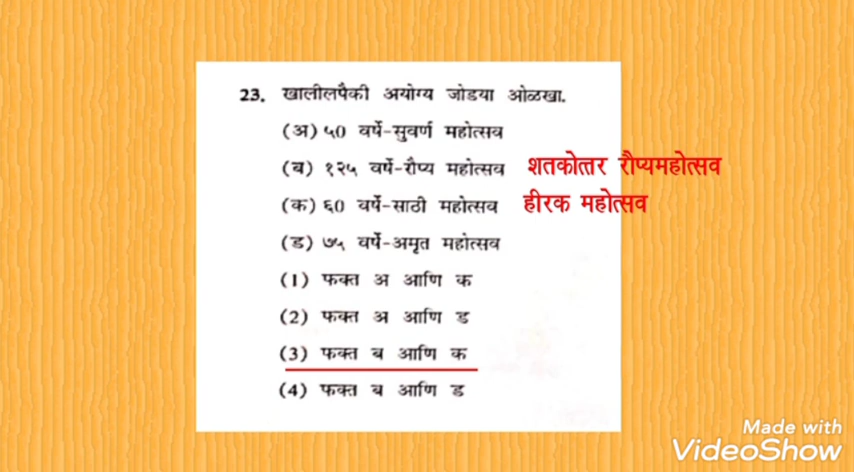 23. खालीलपैकी अयोग्य जोडया ओळखा.
(अ) ५0 वर्षे-सुवर्ण महोत्सव
(ब) १२५ वर्षे-रौप्य महोत्सव शतकोत्तर रौप्यमहोत्सव
(क) ६0 वर्षे-साठी महोत्सव हीरक महोत्सव
(ड) ७५ वर्षे-अमृत महोत्सव
(1) फक्त अ आणि क
(2) फक्त अ आणि ड
(3) फक्त ब आणि क
(4) फक्त ब आणि ड
Made with
VideoShow